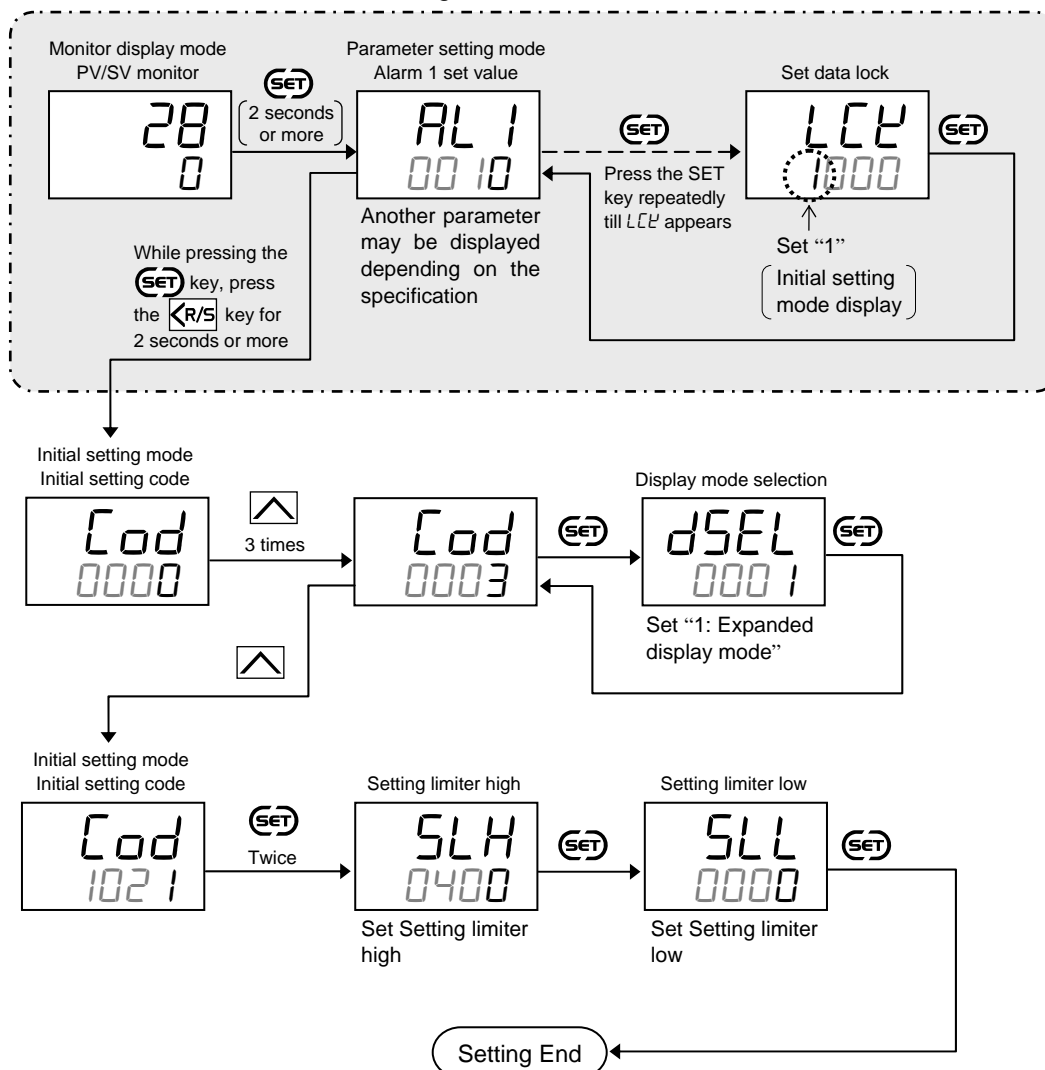 Monitor display mode
PV/SV monitor
28
0
SET
2 seconds
or more
Parameter setting mode
Alarm 1 set value
AL1
0010
Another parameter
may be displayed
depending on the
specification
SET
Press the SET
key repeatedly
till LCK appears
Set data lock
LCK
1000
SET
Set “1”
Initial setting
mode display
While pressing the
SET key, press
the <R/S key for
2 seconds or more
Initial setting mode
Initial setting code
Cod
0000
3 times
Cod
0003
SET
Display mode selection
dSEL
0001
SET
Set “1: Expanded
display mode”
Initial setting mode
Initial setting code
Cod
1021
SET
Twice
Setting limiter high
SLH
0400
Set Setting limiter
high
SET
Setting limiter low
SLL
0000
Set Setting limiter
low
SET
Setting End